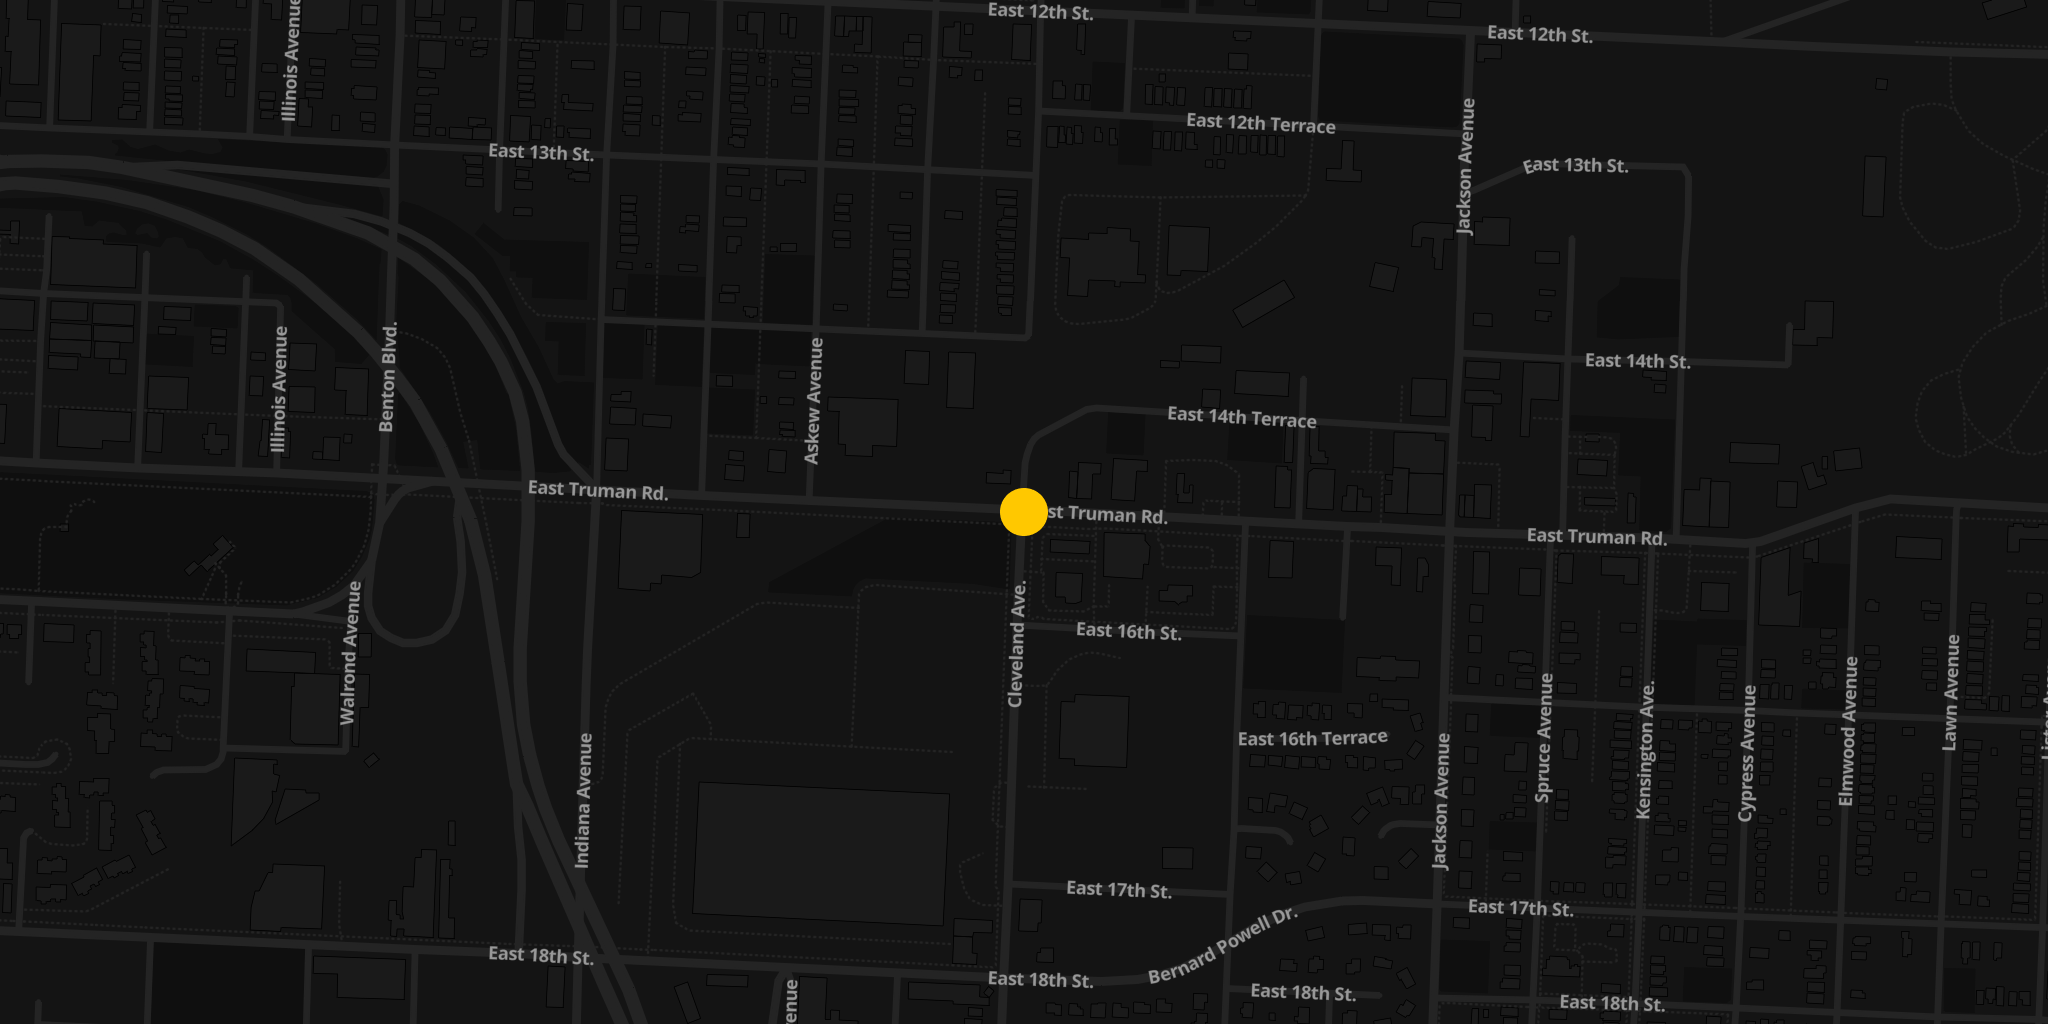 East 12th St.
East 12th St.
Illinois Avenue
East 12th Terrace
Jackson Avenue
East 13th St.
East 13th St.
Illinois Avenue
Benton Blvd.
Askew Avenue
East 14th St.
East 14th Terrace
East Truman Rd.
st Truman Rd.
East Truman Rd.
Walrond Avenue
Cleveland Ave.
East 16th St.
Indiana Avenue
East 16th Terrace
Jackson Avenue
Spruce Avenue
Kensington Ave.
Cypress Avenue
Elmwood Avenue
Lawn Avenue
East 17th St.
East 17th St.
Bernard Powell Dr.
East 18th St.
East 18th St.
East 18th St.
East 18th St.